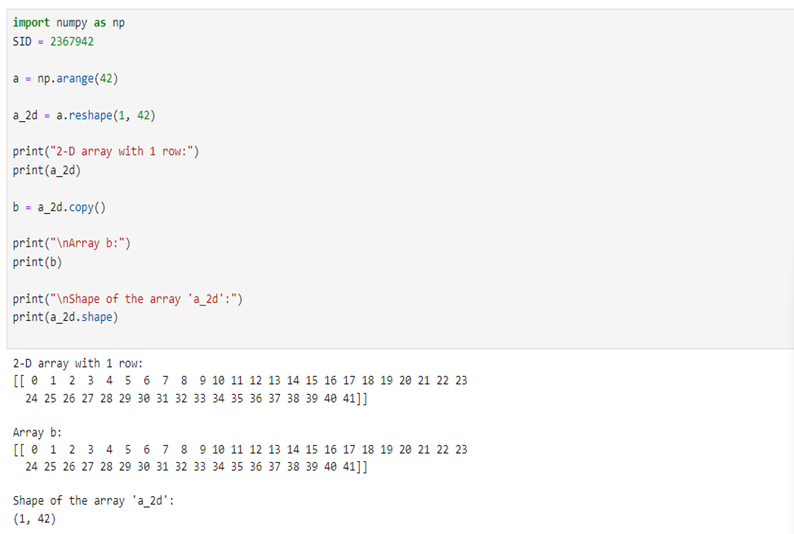 import numpy as np
SID = 2367942
a = np.arange(42)
a_2d = a.reshape(1, 42)
print("2-D array with 1 row:")
print(a_2d)
b = a_2d.copy()
print("\nArray b:")
print(b)
print("\nShape of the array 'a_2d':")
print(a_2d.shape)
2-D array with 1 row:
[[ 0  1  2  3  4  5  6  7  8  9 10 11 12 13 14 15 16 17 18 19 20 21 22 23
  24 25 26 27 28 29 30 31 32 33 34 35 36 37 38 39 40 41]]
Array b:
[[ 0  1  2  3  4  5  6  7  8  9 10 11 12 13 14 15 16 17 18 19 20 21 22 23
  24 25 26 27 28 29 30 31 32 33 34 35 36 37 38 39 40 41]]
Shape of the array 'a_2d':
(1, 42)